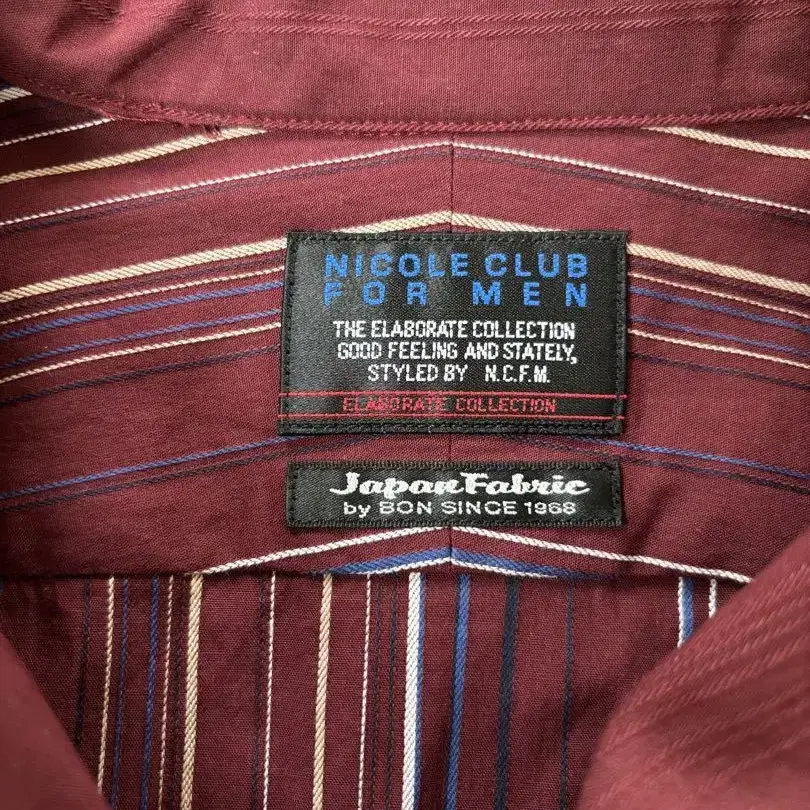 NICOLE CLUB
FOR MEN
THE ELABORATE COLLECTION
GOOD FEELING AND STATELY,
STYLED BY N.C.F.M.
ELABORATE COLLECTION
JapanFabric
by BON SINCE 1968